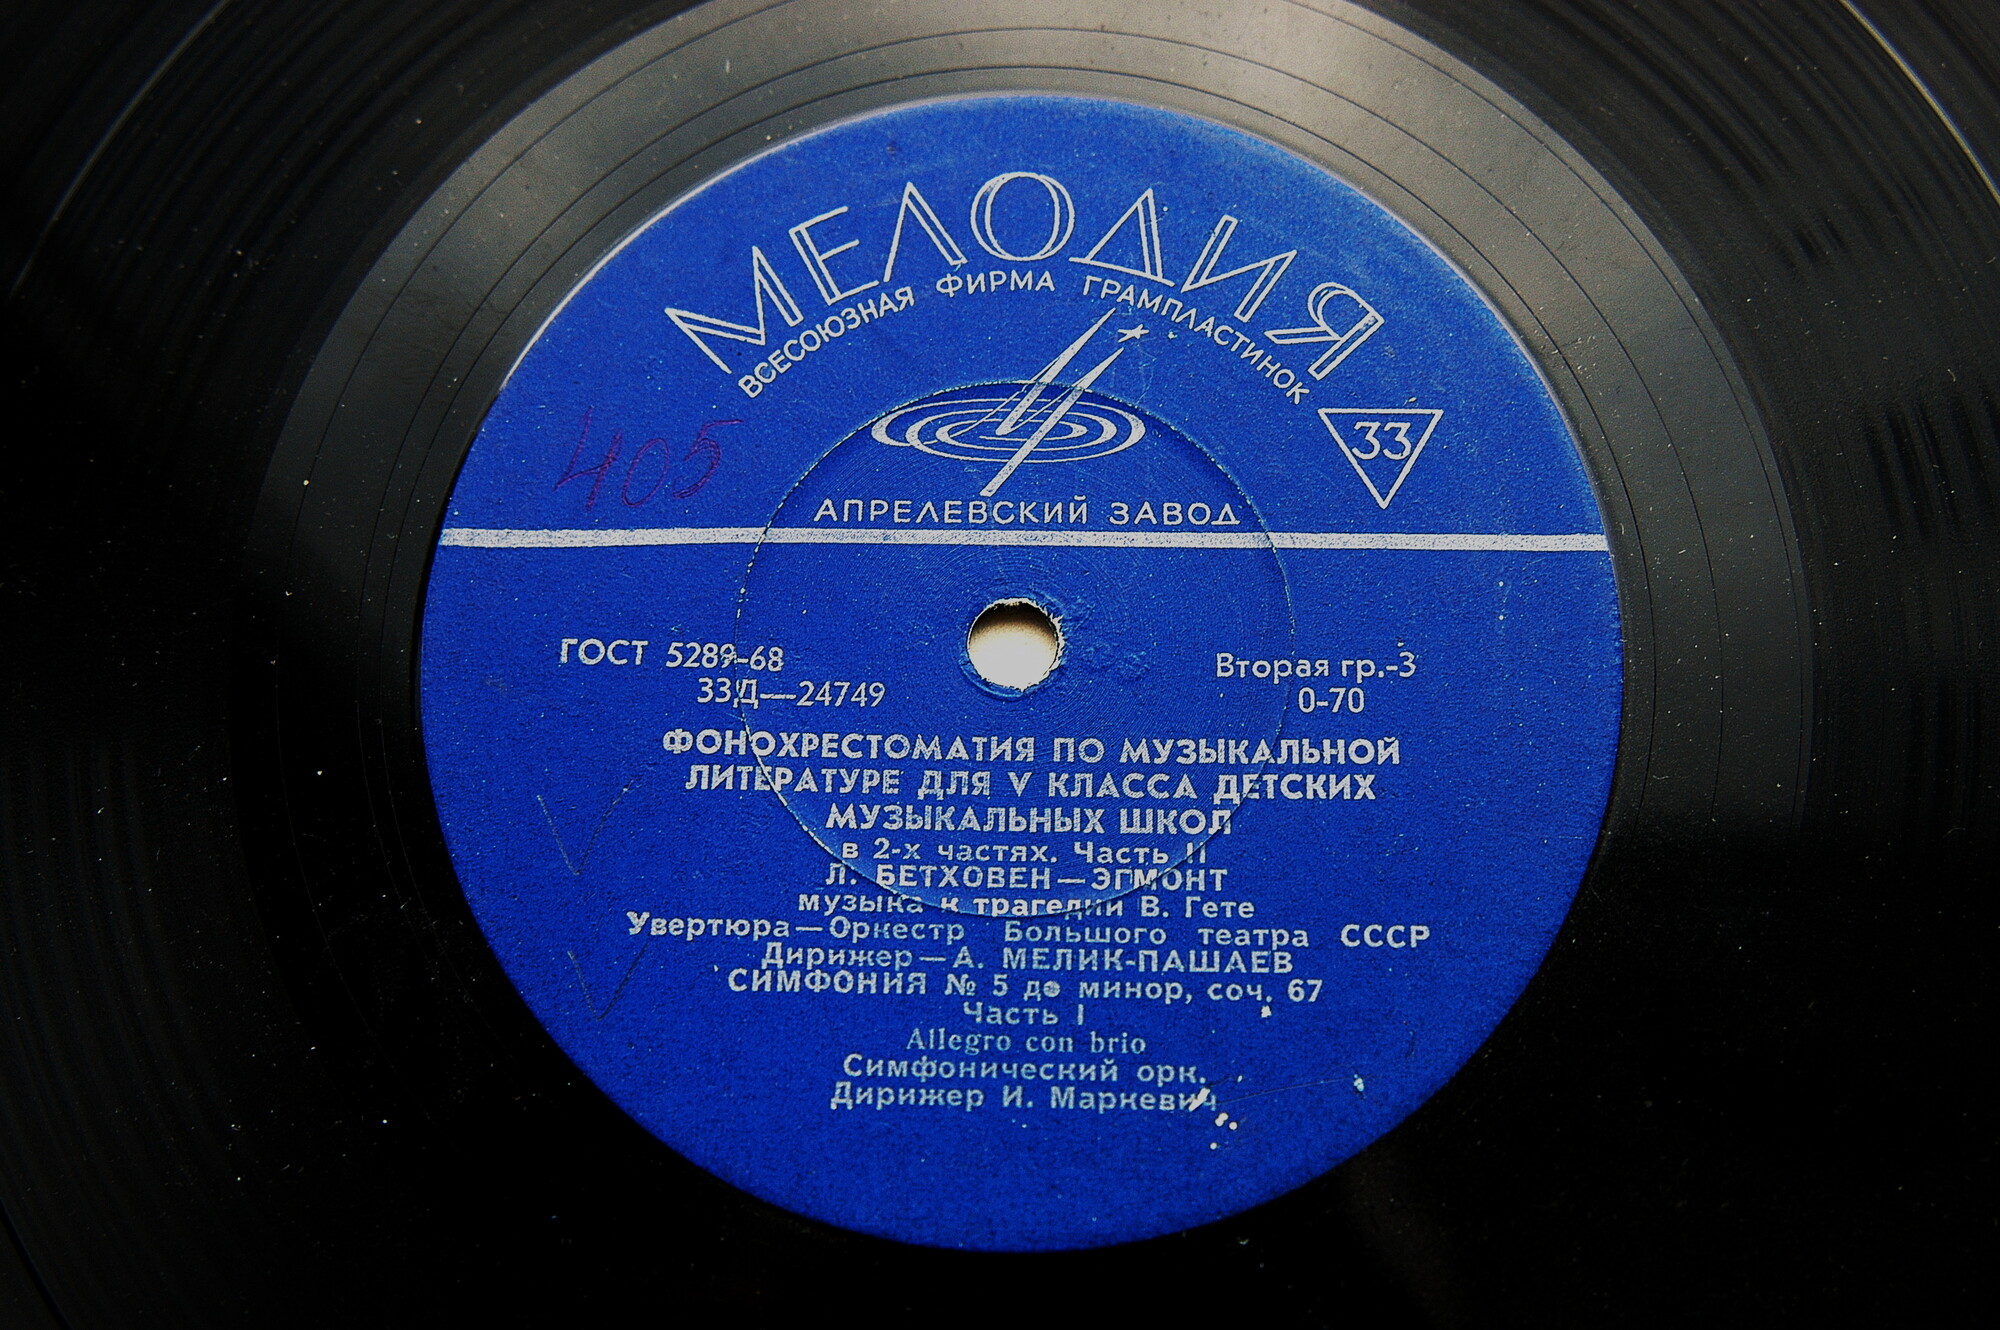 МЕЛОДИЯ
ВСЕСОЮЗНАЯ ФИРМА ГРАМПЛАСТИНОК
33
405
АПРЕЛЕВСКИЙ ЗАВОД
ГОСТ 5289-68
33Д—24749
Вторая гр.-3
0-70
ФОНОХРЕСТОМАТИЯ ПО МУЗЫКАЛЬНОЙ
ЛИТЕРАТУРЕ ДЛЯ V КЛАССА ДЕТСКИХ
МУЗЫКАЛЬНЫХ ШКОЛ
в 2-х частях. Часть II
Л. БЕТХОВЕН—ЭГМОНТ
музыка к трагедии В. Гете
Увертюра—Оркестр Большого театра СССР
Дирижер—А. МЕЛИК-ПАШАЕВ
СИМФОНИЯ № 5 до минор, соч. 67
Часть I
Allegro con brio
Симфонический орк.
Дирижер И. Маркевич